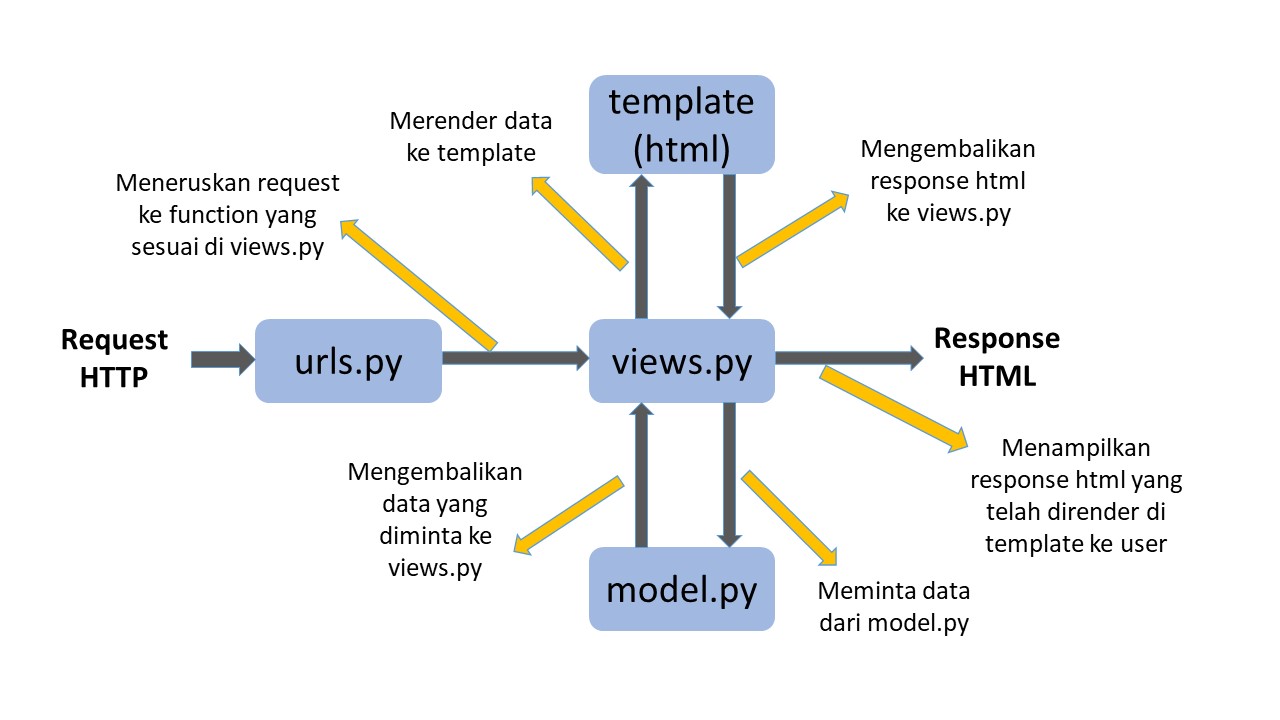 template
(html)
Merender data
ke template
Mengembalikan
response html
ke views.py
Meneruskan request
ke function yang
sesuai di views.py
Request
HTTP
urls.py
views.py
Response
HTML
Mengembalikan
data yang
diminta ke
views.py
Menampilkan
response html yang
telah dirender di
template ke user
model.py
Meminta data
dari model.py